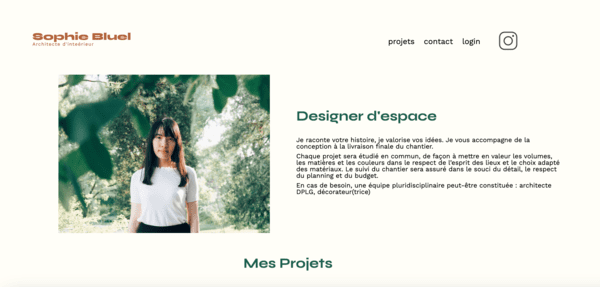 Sophie Bluel
Architecte d'intérieur
projets contact login
Designer d'espace
Je raconte votre histoire, je valorise vos idées. Je vous accompagne de la
conception à la livraison finale du chantier.
Chaque projet sera étudié en commun, de façon à mettre en valeur les volumes,
les matières et les couleurs dans le respect de l'esprit des lieux et le choix adapté
des matériaux. Le suivi du chantier sera assuré dans le souci du détail, le respect
du planning et du budget.
En cas de besoin, une équipe pluridisciplinaire peut-être constituée : architecte
DPLG, décorateur(trice)
Mes Projets